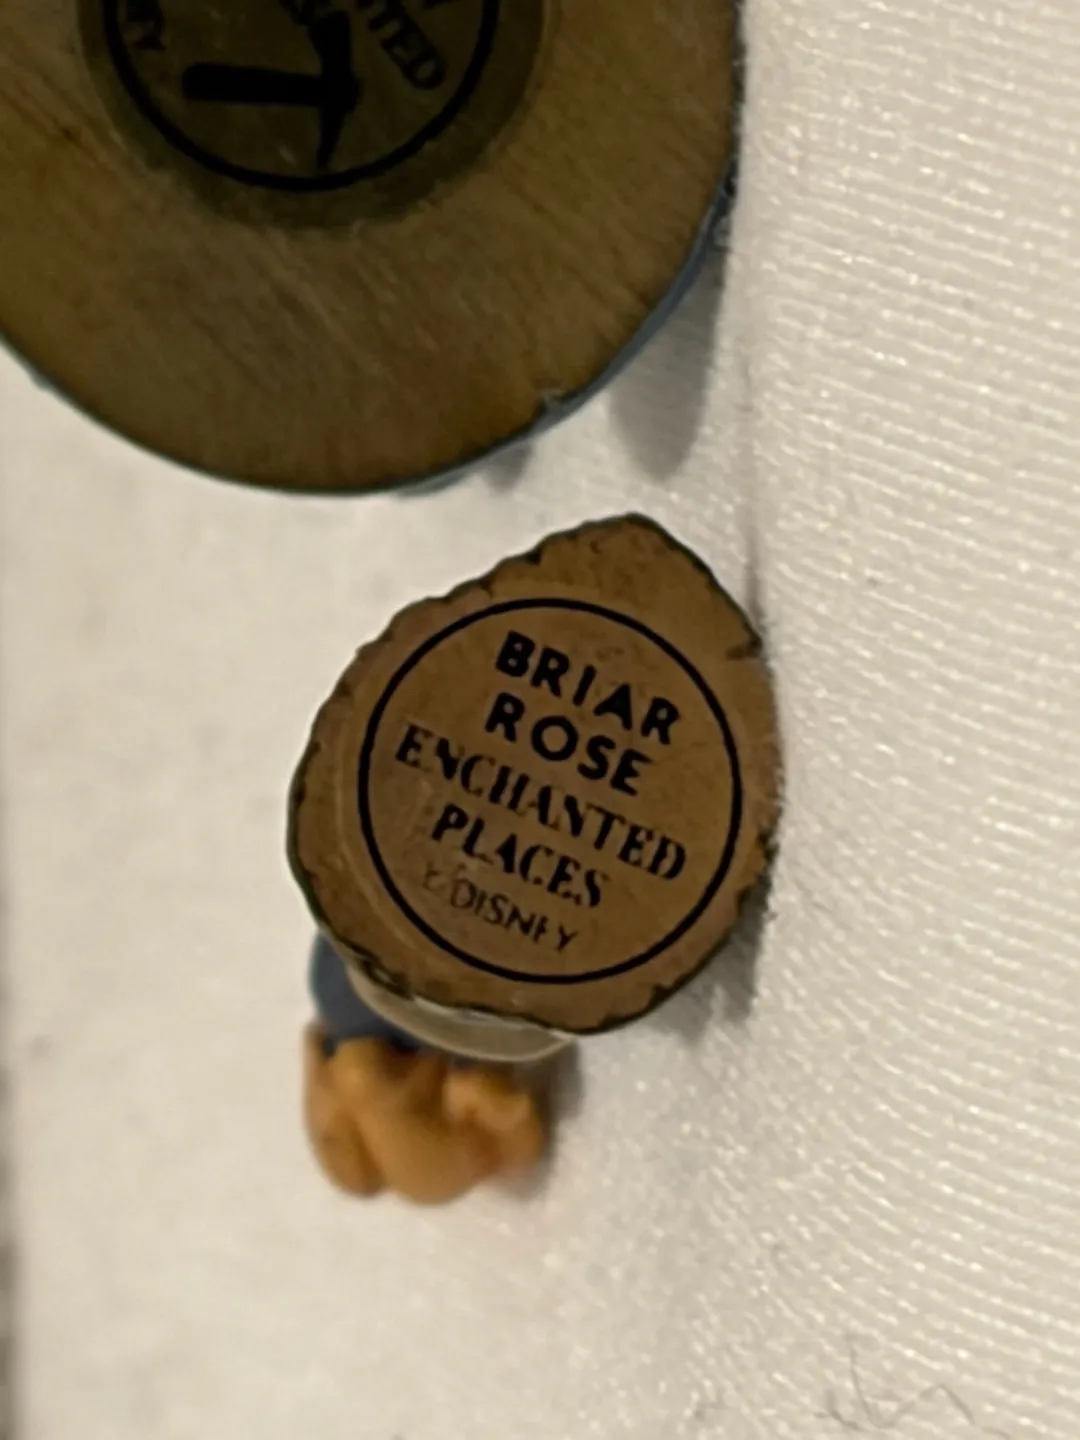 BRIAR
ROSE
ENCHANTED
PLACES
© DISNEY